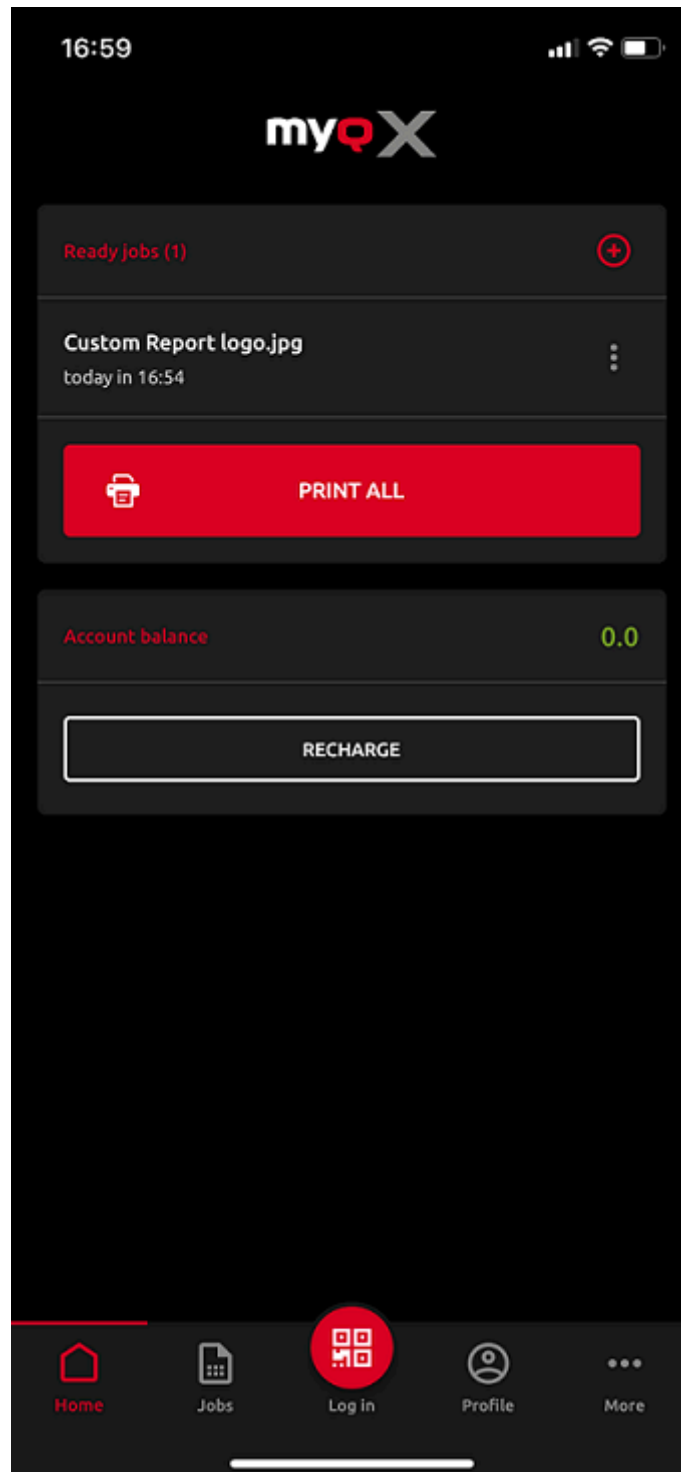 16:59
myQ X
Ready jobs (1)
Custom Report logo.jpg
today in 16:54
PRINT ALL
Account balance
0.0
RECHARGE
Home
Jobs
Log in
Profile
More